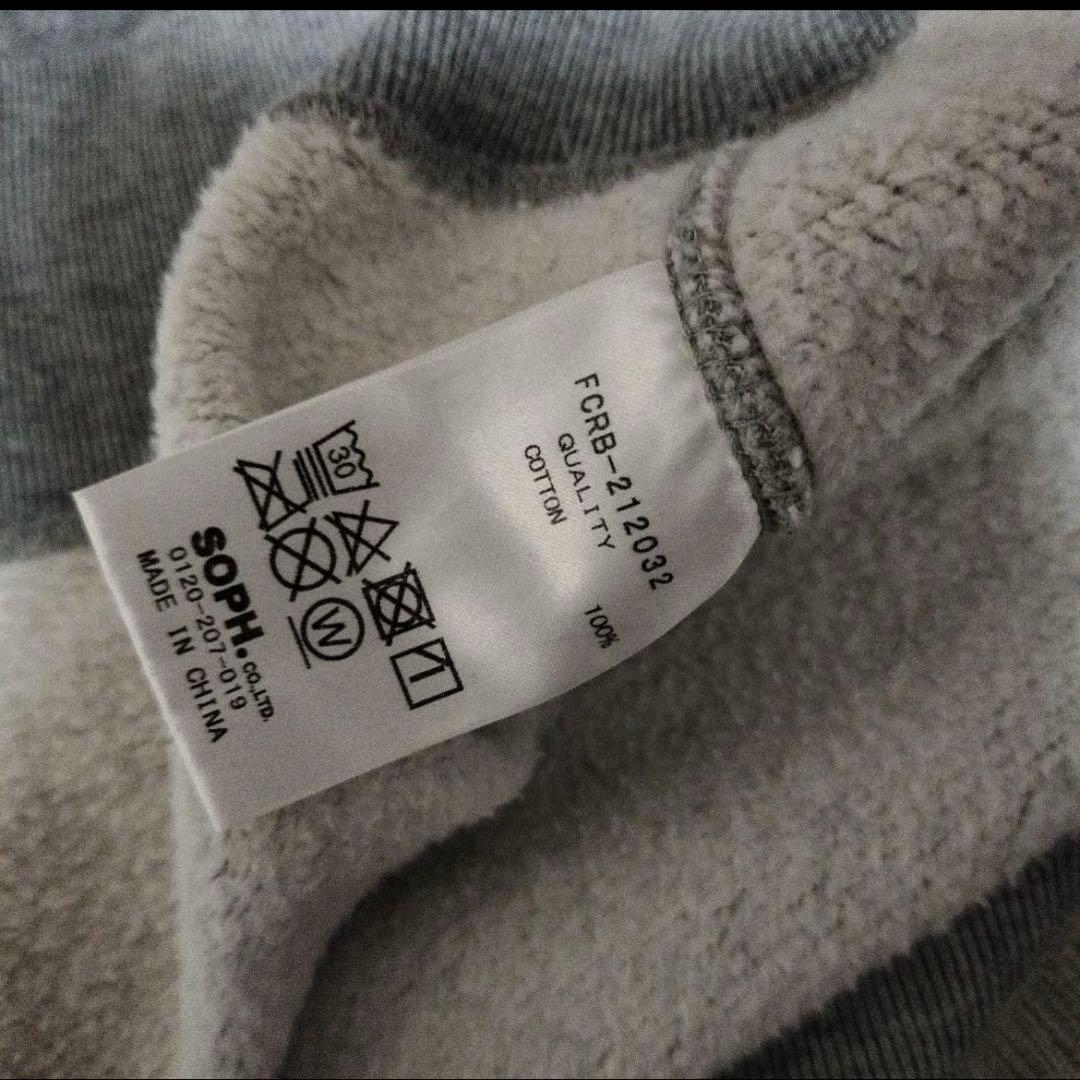 FCRB-212032
QUALITY
COTTON 100%
30
W
SOPH.CO.,LTD.
0120-207-019
MADE IN CHINA